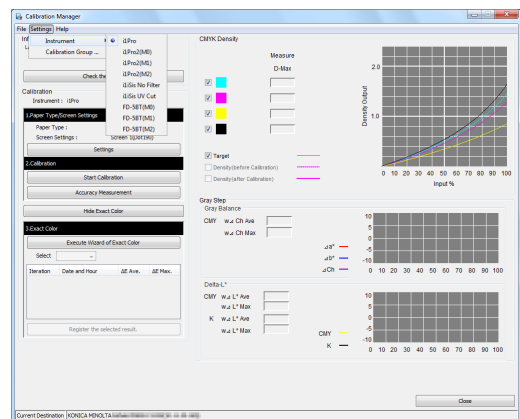 Calibration Manager
File Settings Help
Instrument
Calibration Group ...
i1Pro
i1Pro2(M0)
i1Pro2(M1)
i1Pro2(M2)
i1iSis No Filter
i1iSis UV Cut
FD-5BT(M0)
FD-5BT(M1)
FD-5BT(M2)
Check the
Calibration
Instrument : i1Pro
1.Paper Type/Screen Settings
Paper Type :
Screen Settings :
Settings
2.Calibration
Start Calibration
Accuracy Measurement
Hide Exact Color
3.Exact Color
Execute Wizard of Exact Color
Select
Iteration Date and Hour ΔE Ave. ΔE Max.
Register the selected result.
CMYK Density
Measure
D-Max
Target
Density(before Calibration)
Density(after Calibration)
Density Output
2.0
1.0
0 10 20 30 40 50 60 70 80 90 100
Input %
Gray Step
Gray Balance
CMY w⊿ Ch Ave
w⊿ Ch Max
⊿a*
⊿b*
⊿Ch
10
5
0
-5
-10
0 10 20 30 40 50 60 70 80 90 100
Delta-L*
CMY w⊿ L* Ave
w⊿ L* Max
K w⊿ L* Ave
w⊿ L* Max
CMY
K
10
5
0
-5
-10
0 10 20 30 40 50 60 70 80 90 100
Close
Current Destination KONICA MINOLTA